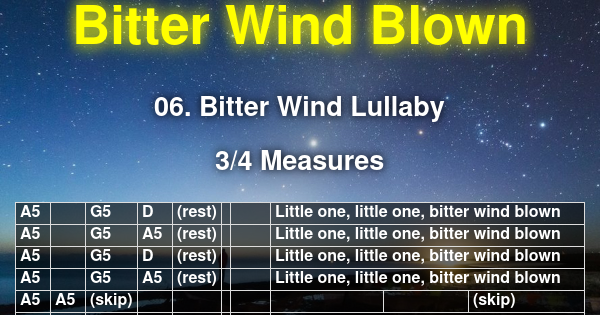 Bitter Wind Blown
06. Bitter Wind Lullaby
3/4 Measures
A5 G5 D (rest) Little one, little one, bitter wind blown
A5 G5 A5 (rest) Little one, little one, bitter wind blown
A5 G5 D (rest) Little one, little one, bitter wind blown
A5 G5 A5 (rest) Little one, little one, bitter wind blown
A5 A5 (skip) (skip)